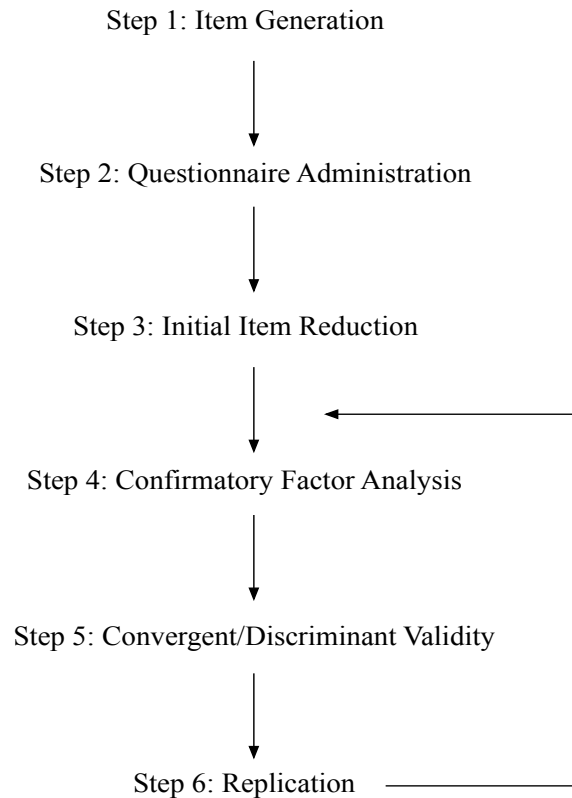 Step 1: Item Generation
Step 2: Questionnaire Administration
Step 3: Initial Item Reduction
Step 4: Confirmatory Factor Analysis
Step 5: Convergent/Discriminant Validity
Step 6: Replication